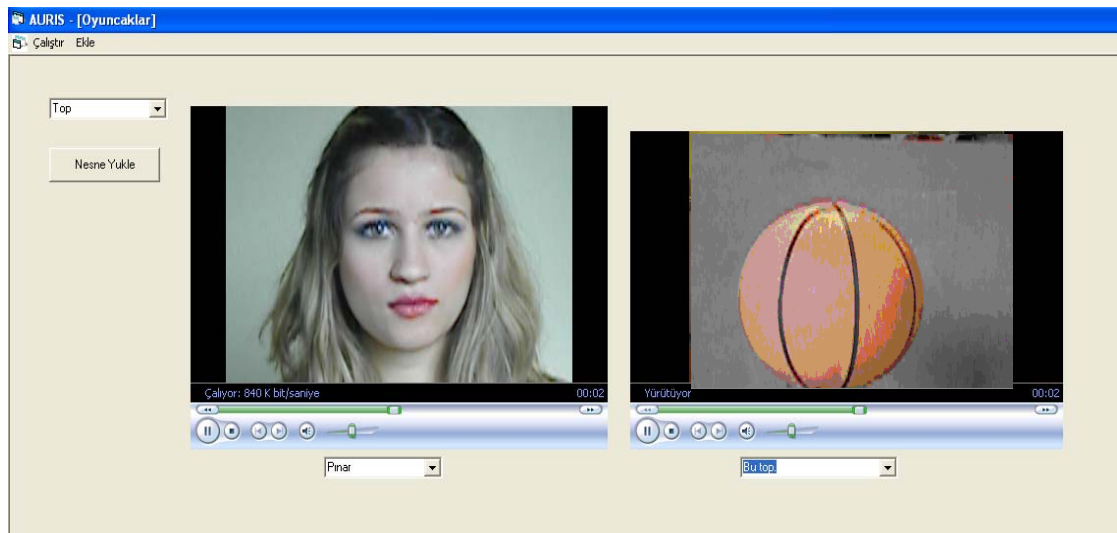 AURIS - [Oyuncaklar]
Çalıştır Ekle
Top
Nesne Yukle
Çalıyor: 840 K bit/saniye 00:02
Yürütüyor 00:02
Pınar
Bu top.